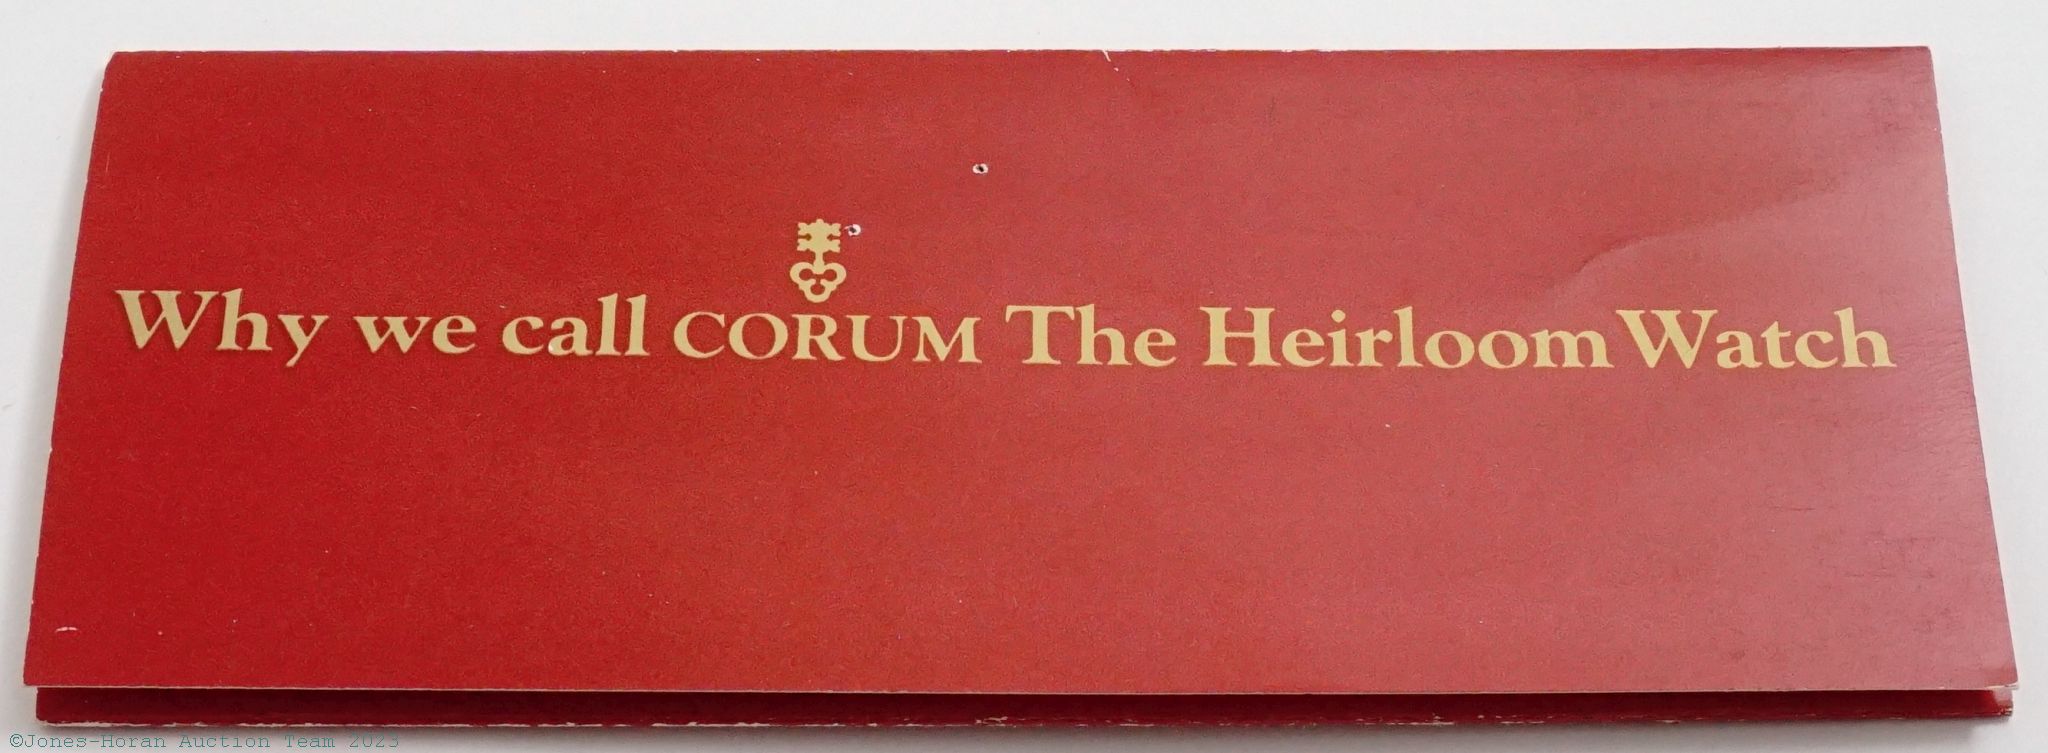 Why we call CORUM The Heirloom Watch
©Jones-Horan Auction Team 2023